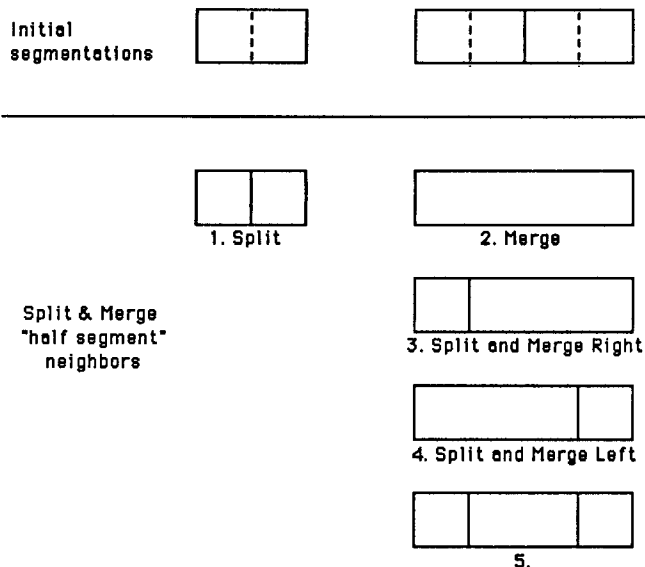 Initial
segmentations
1. Split
2. Merge
3. Split and Merge Right
Split & Merge
"half segment"
neighbors
4. Split and Merge Left
5.